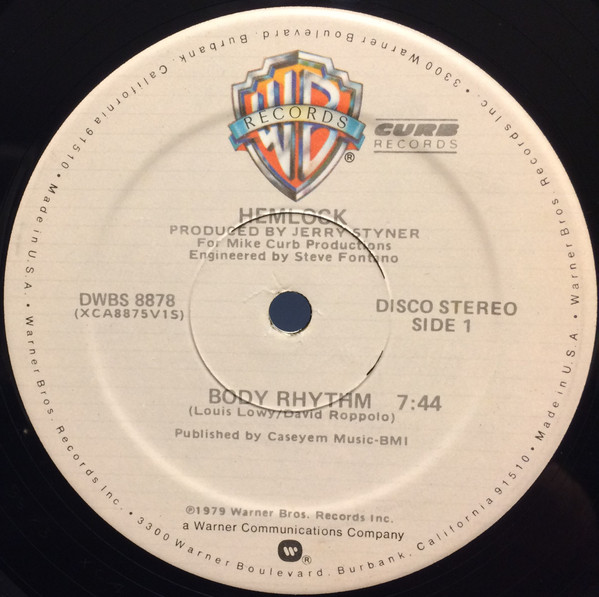 3300 Warner Boulevard, Burbank, California 91510 • Made in U.S.A. • Warner Bros. Records Inc. • 3300 Warner Boulevard, Burbank, California 91510 • Made in U.S.A. • Warner Bros. Records Inc. •
WB
RECORDS
®
CURB
RECORDS
HEMLOCK
PRODUCED BY JERRY STYNER
For Mike Curb Productions
Engineered by Steve Fontano
DWBS 8878
(XCA8875V1S)
DISCO STEREO
SIDE 1
BODY RHYTHM 7:44
(Louis Lowy/David Roppolo)
Published by Caseyem Music-BMI
℗1979 Warner Bros. Records Inc.
a Warner Communications Company
W ®